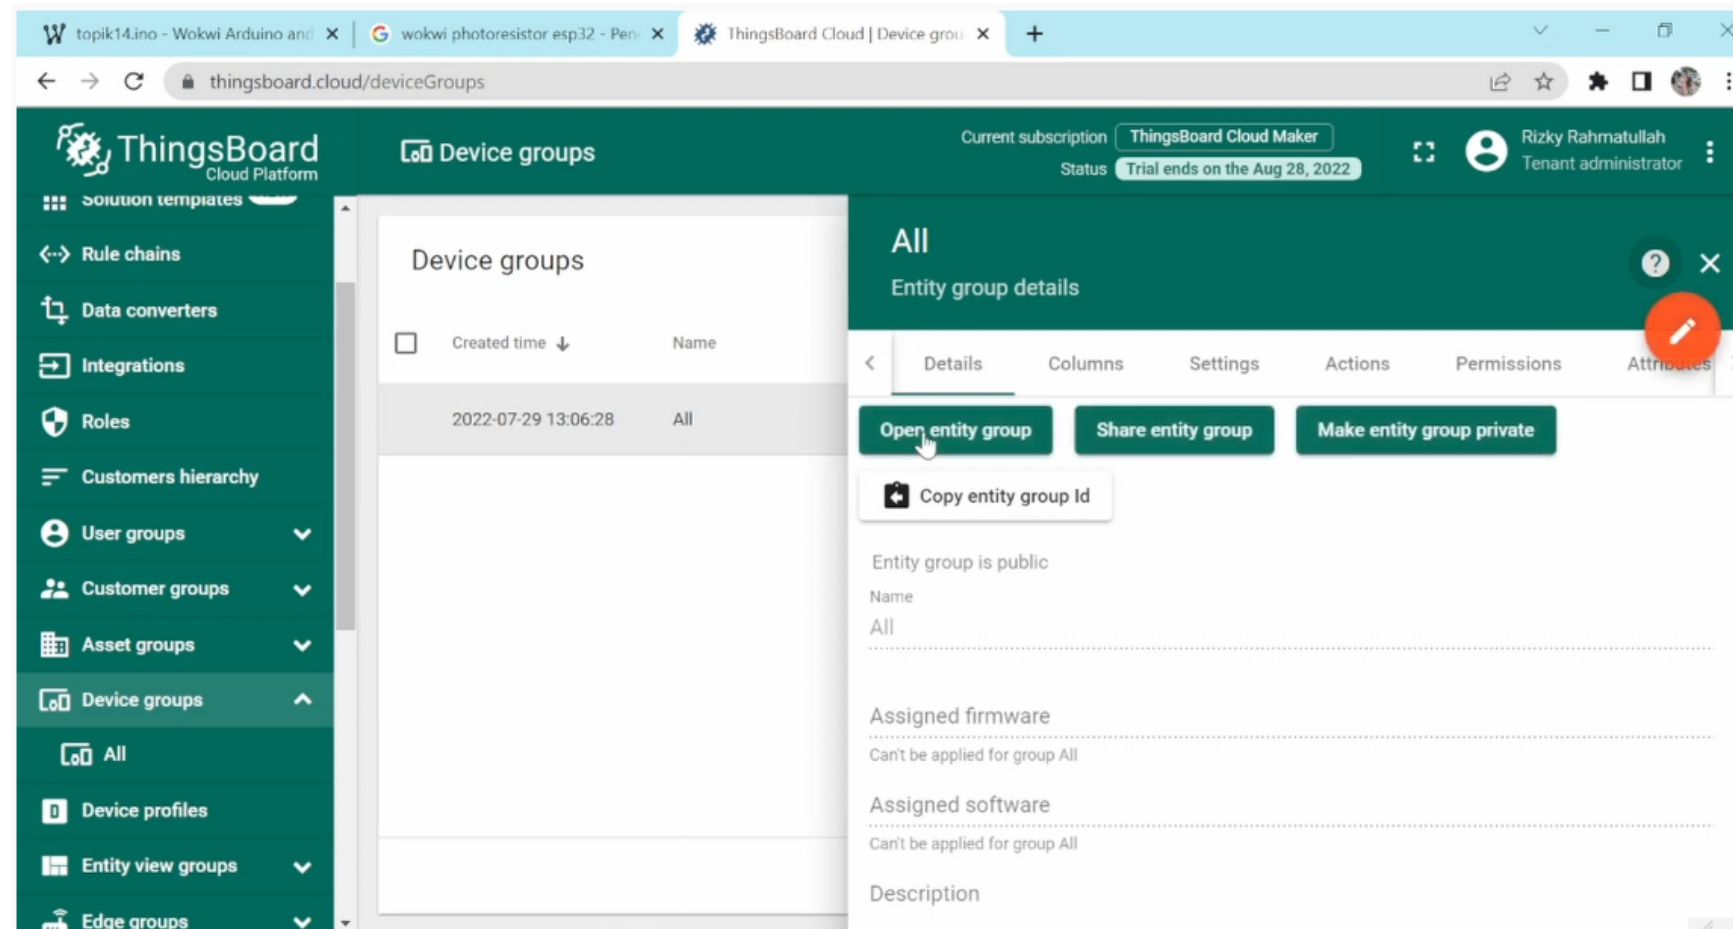 topik14.ino - Wokwi Arduino and
wokwi photoresistor esp32 - Pen
ThingsBoard Cloud | Device grou
thingsboard.cloud/deviceGroups
ThingsBoard
Cloud Platform
Device groups
Current subscription ThingsBoard Cloud Maker
Status Trial ends on the Aug 28, 2022
Rizky Rahmatullah
Tenant administrator
Solution templates
Rule chains
Data converters
Integrations
Roles
Customers hierarchy
User groups
Customer groups
Asset groups
Device groups
All
Device profiles
Entity view groups
Edge groups
Device groups
Created time Name
2022-07-29 13:06:28 All
All
Entity group details
Details Columns Settings Actions Permissions Attributes
Open entity group Share entity group Make entity group private
Copy entity group Id
Entity group is public
Name
All
Assigned firmware
Can't be applied for group All
Assigned software
Can't be applied for group All
Description